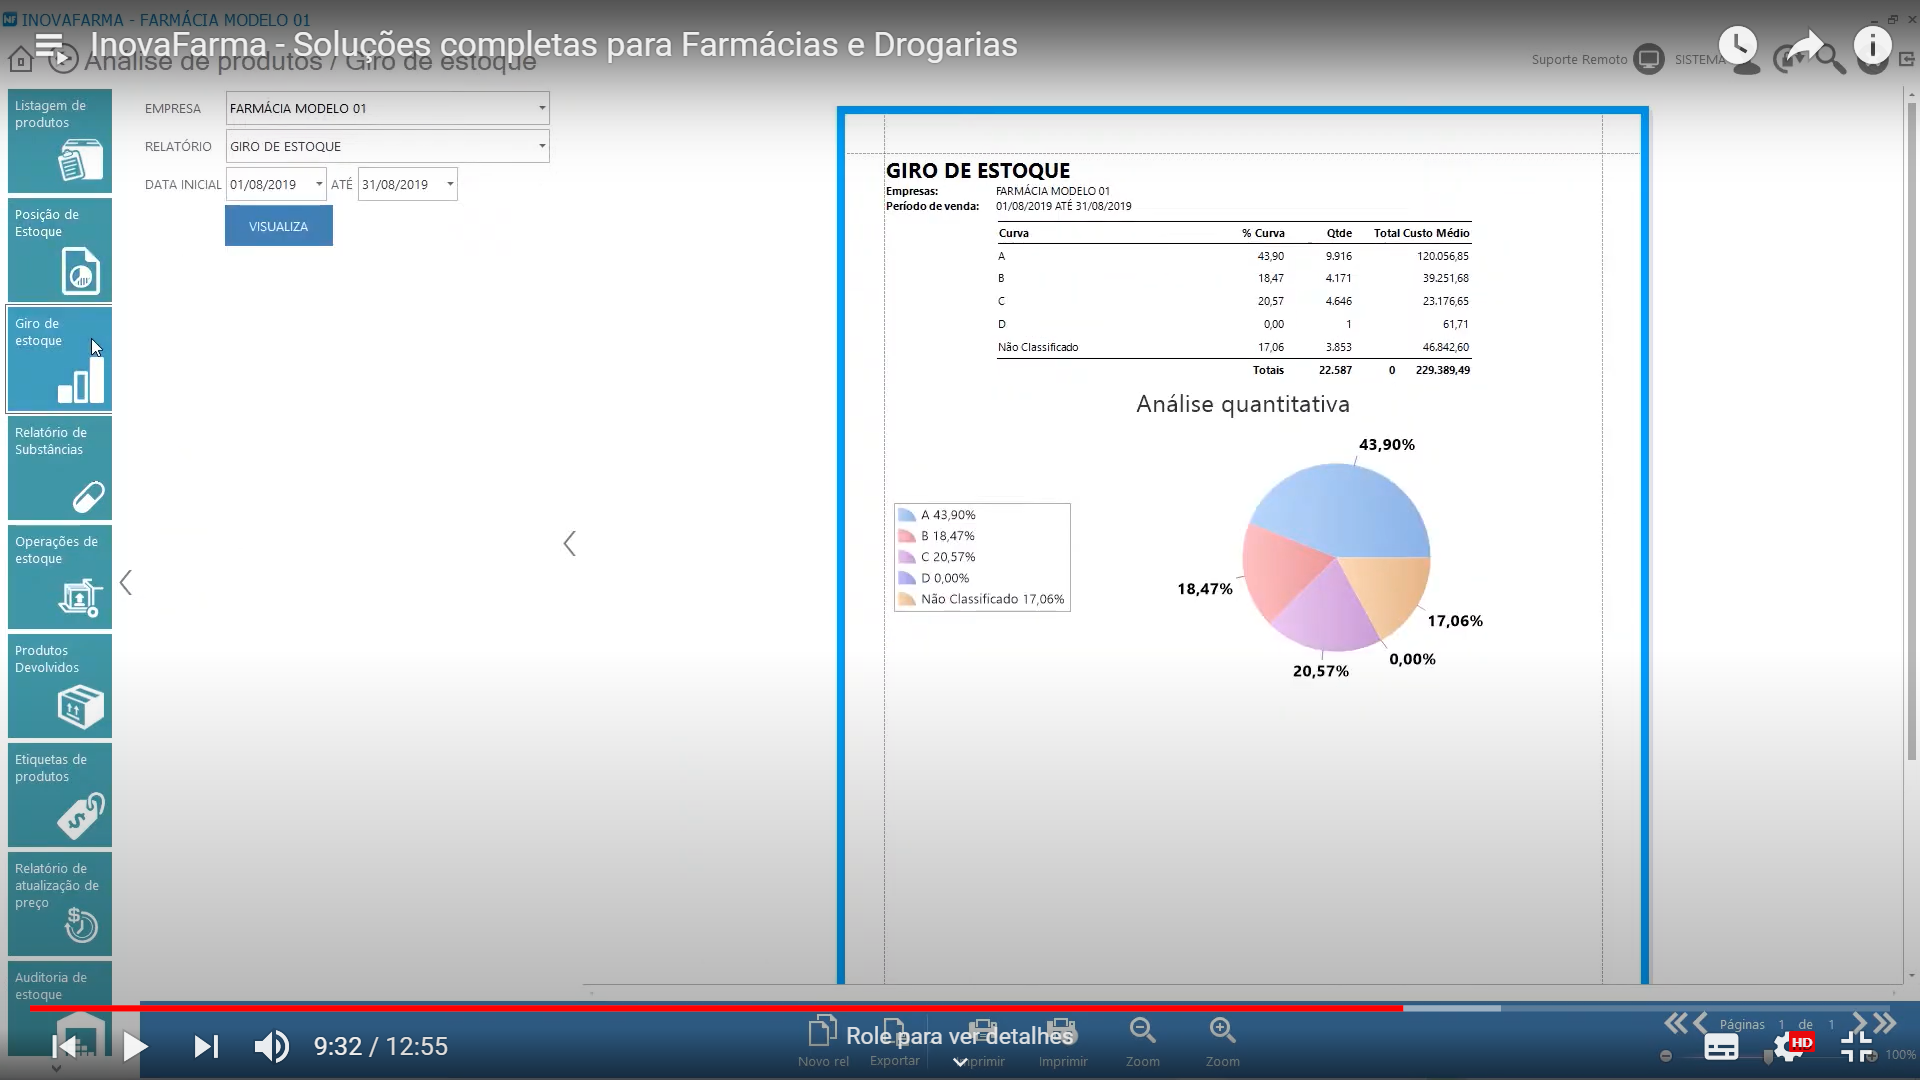 INOVAFARMA - FARMÁCIA MODELO 01
InovaFarma - Soluções completas para Farmácias e Drogarias
Análise de produtos / Giro de estoque
Suporte Remoto
SISTEMA
Listagem de
produtos
Posição de
Estoque
Giro de
estoque
Relatório de
Substâncias
Operações de
estoque
Produtos
Devolvidos
Etiquetas de
produtos
Relatório de
atualização de
preço
Auditoria de
estoque
EMPRESA FARMÁCIA MODELO 01
RELATÓRIO GIRO DE ESTOQUE
DATA INICIAL 01/08/2019 ATÉ 31/08/2019
VISUALIZA
GIRO DE ESTOQUE
Empresas: FARMÁCIA MODELO 01
Período de venda: 01/08/2019 ATÉ 31/08/2019
Curva % Curva Qtde Total Custo Médio
A 43,90 9.916 120.056,85
B 18,47 4.171 39.251,68
C 20,57 4.646 23.176,65
D 0,00 1 61,71
Não Classificado 17,06 3.853 46.842,60
Totais 22.587 0 229.389,49
Análise quantitativa
43,90%
18,47%
20,57%
0,00%
17,06%
A 43,90%
B 18,47%
C 20,57%
D 0,00%
Não Classificado 17,06%
Role para ver detalhes
Novo rel
Exportar
Imprimir
Imprimir
Zoom
Zoom
Páginas 1 de 1
100%
9:32 / 12:55
HD